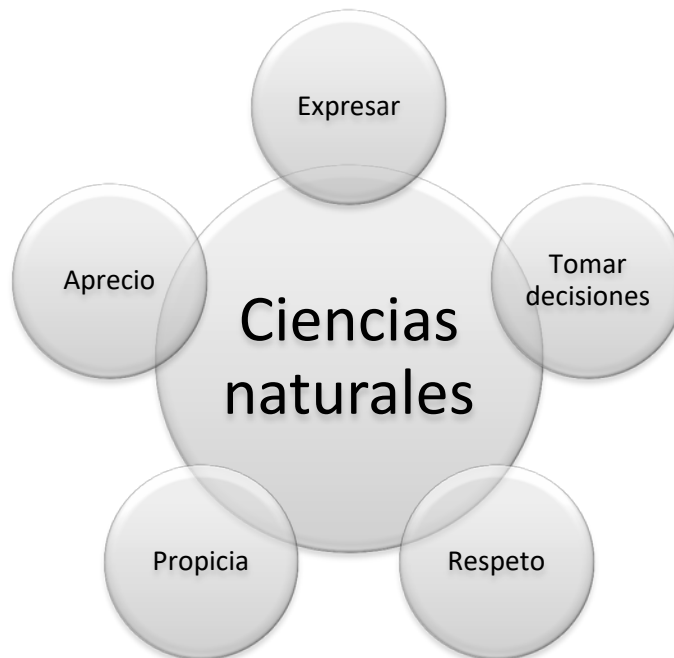 Expresar
Aprecio
Tomar
decisiones
Ciencias
naturales
Propicia
Respeto